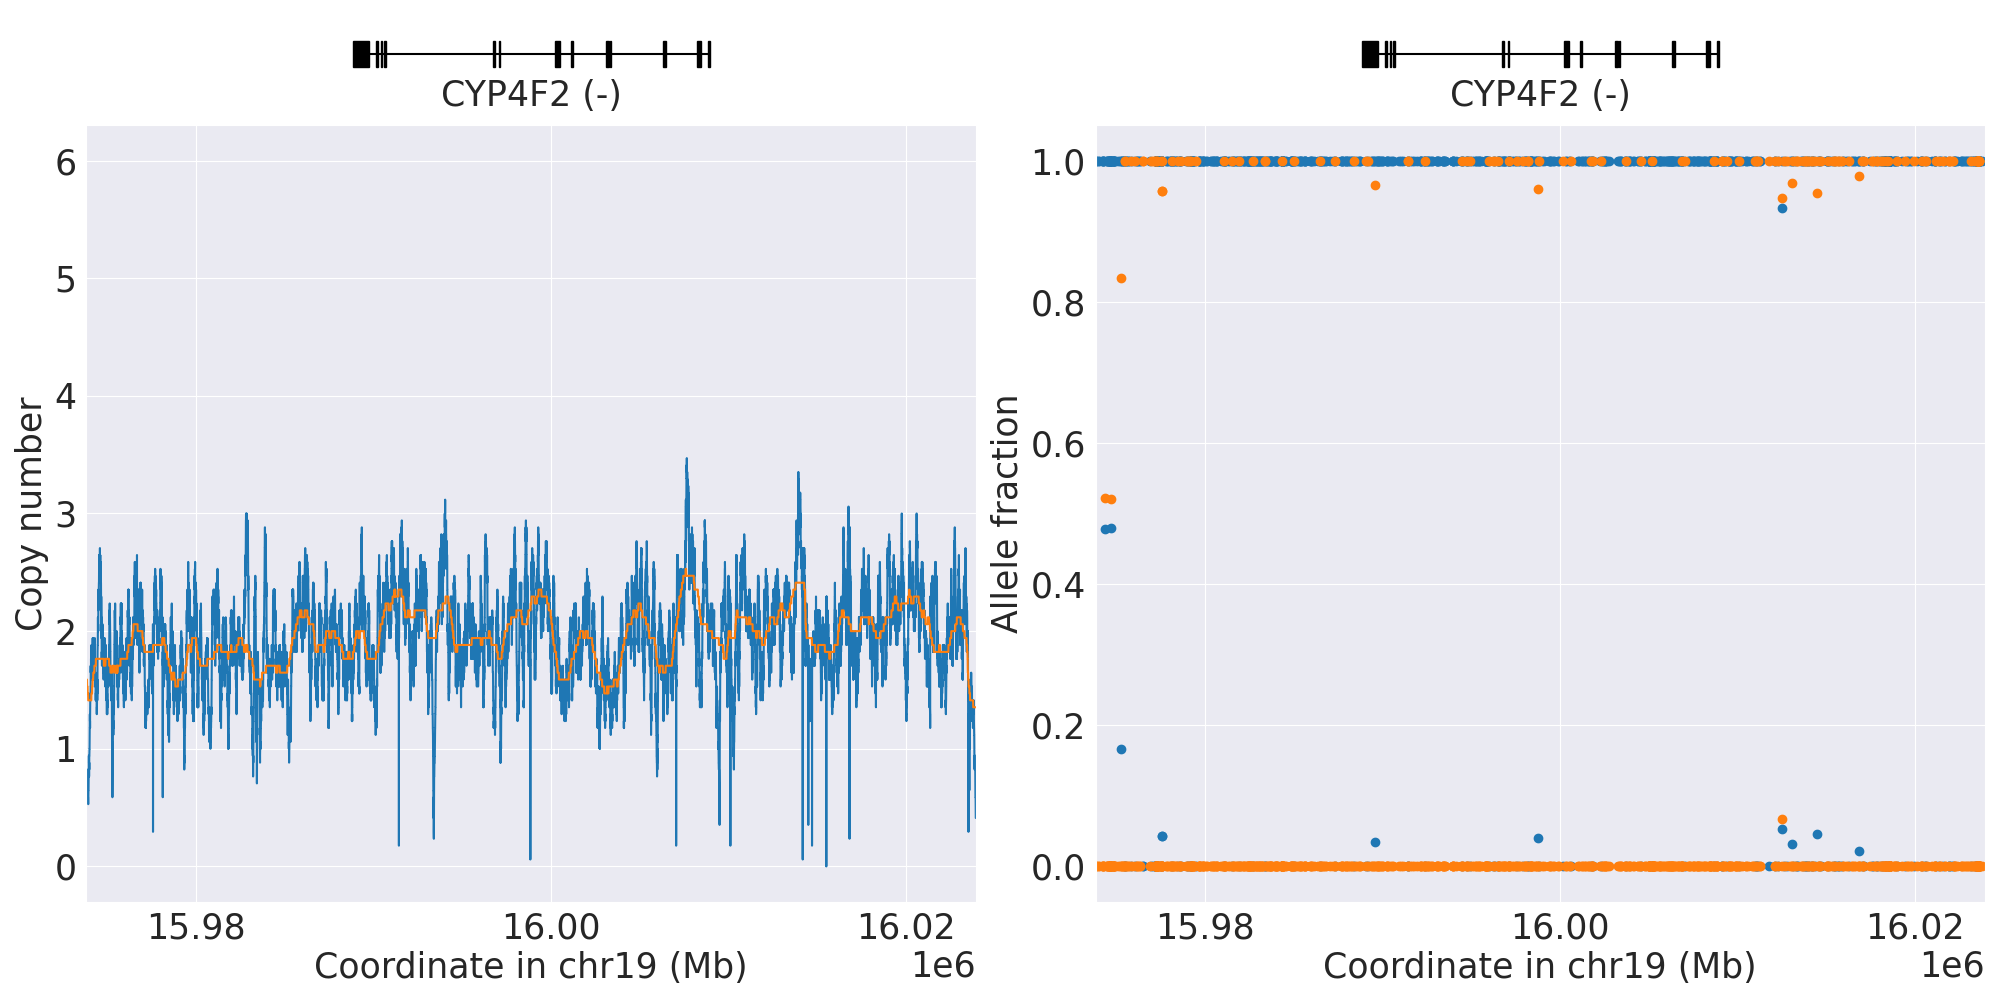 CYP4F2 (-)
6
5
4
3
2
1
0
Copy number
15.98 16.00 16.02
Coordinate in chr19 (Mb)
1e6
CYP4F2 (-)
1.0
0.8
0.6
0.4
0.2
0.0
Allele fraction
15.98 16.00 16.02
Coordinate in chr19 (Mb)
1e6